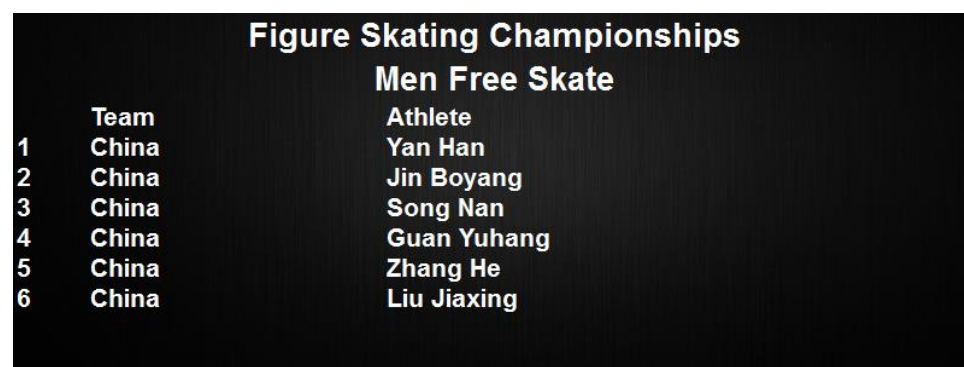 Figure Skating Championships
Men Free Skate
Team Athlete
1 China Yan Han
2 China Jin Boyang
3 China Song Nan
4 China Guan Yuhang
5 China Zhang He
6 China Liu Jiaxing